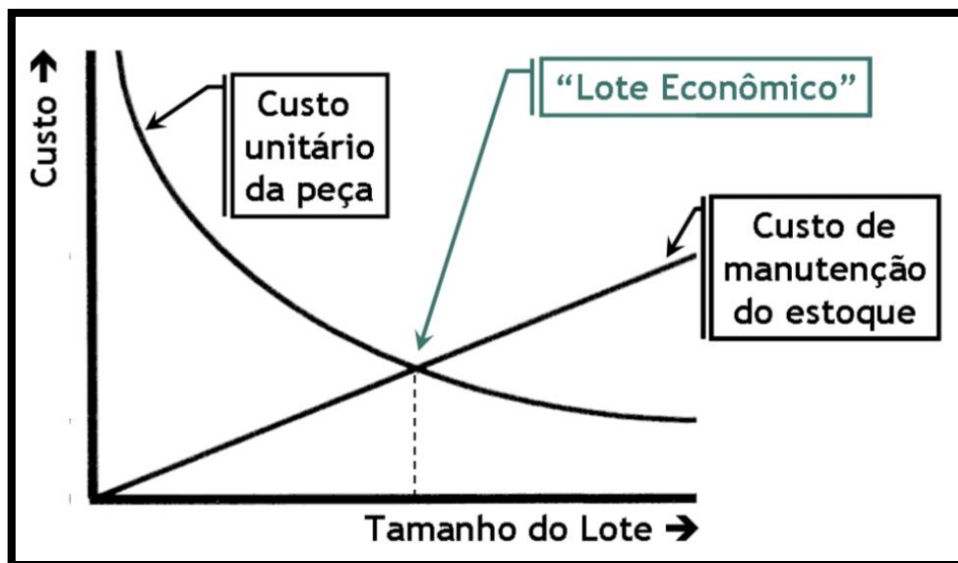 Custo →
Custo
unitário
da peça
“Lote Econômico”
Custo de
manutenção
do estoque
Tamanho do Lote →